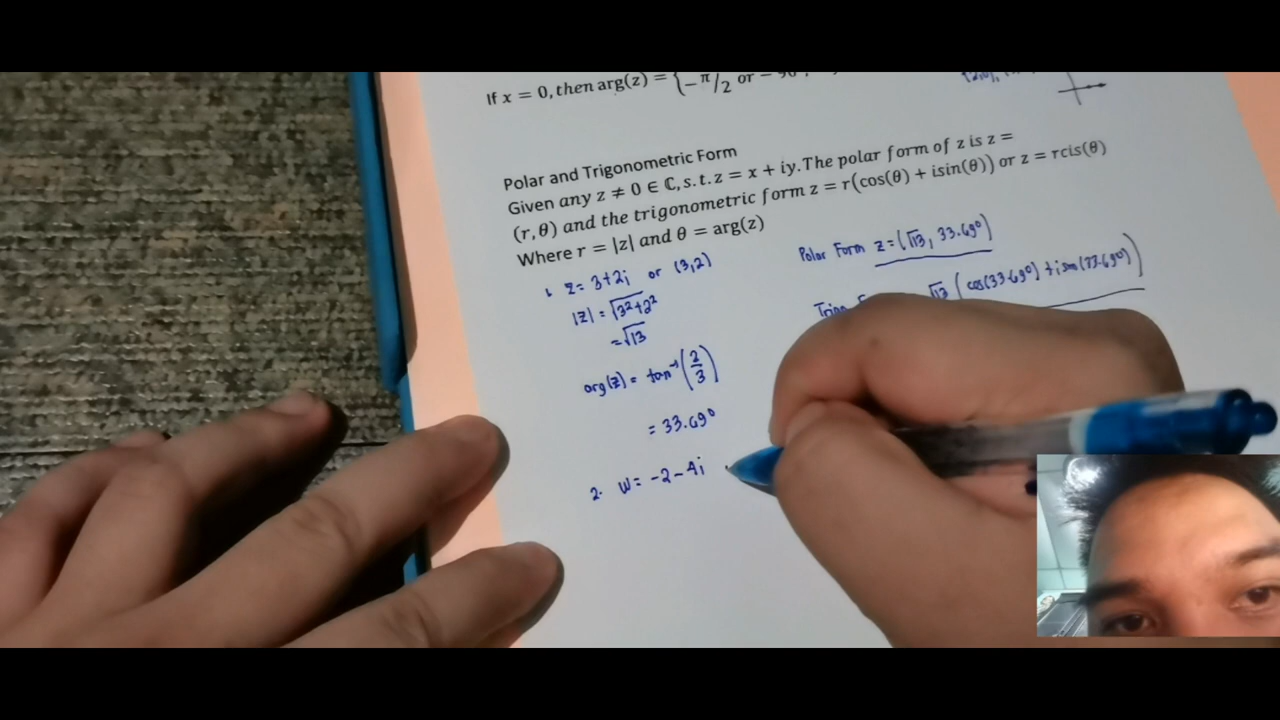 If x = 0, then arg(z) = {−π/2 or −90°,
Polar and Trigonometric Form
Given any z ≠ 0 ∈ ℂ, s.t. z = x + iy. The polar form of z is z =
(r, θ) and the trigonometric form z = r(cos(θ) + isin(θ)) or z = rcis(θ)
Where r = |z| and θ = arg(z)
1. z = 3+2i or (3,2)
|z| = √3²+2²
= √13
arg(z) = tan⁻¹(2/3)
= 33.69°
2. W = -2-4i
Polar Form z = (√13, 33.69°)
√13 (cos(33.69°) + i sin(33.69°))